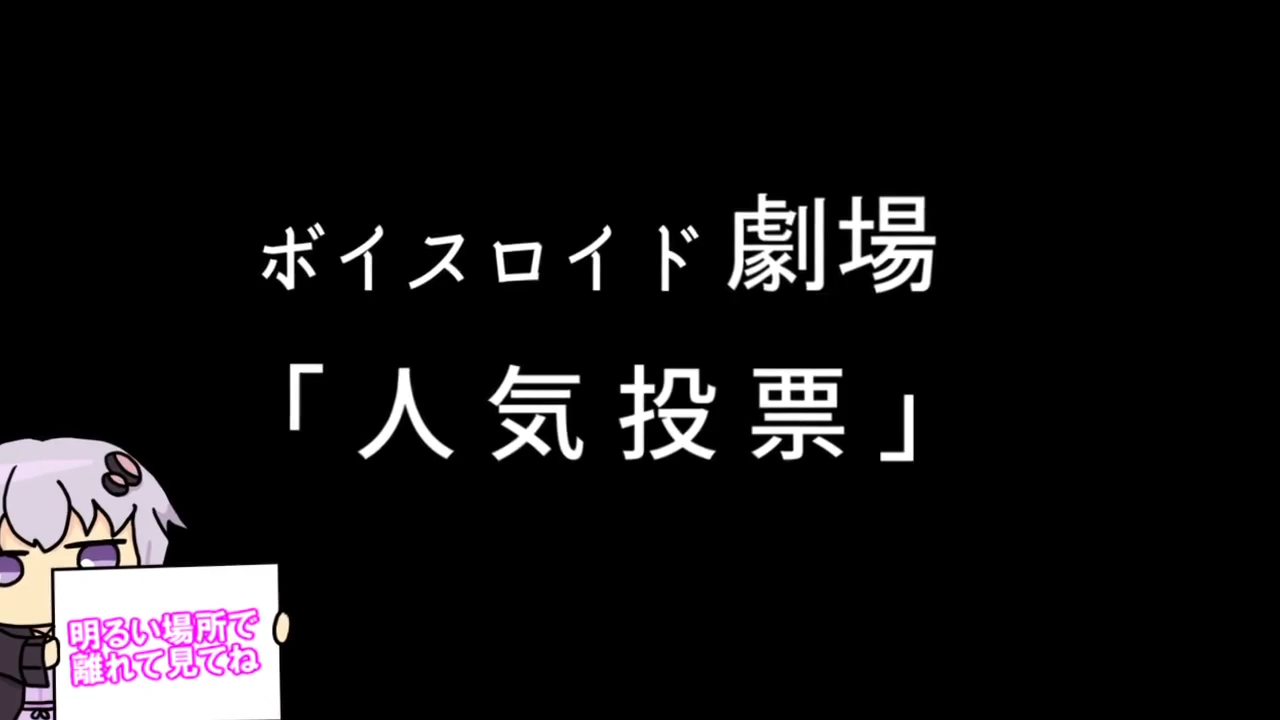 ボイスロイド劇場
「人気投票」
明るい場所で
離れて見てね